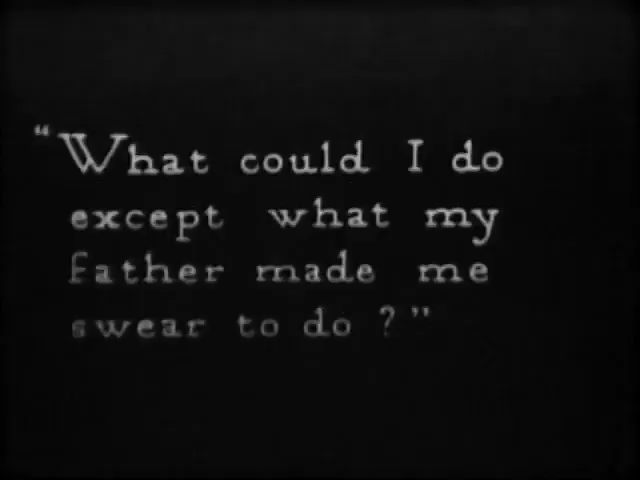 “What could I do
except what my
father made me
swear to do?”